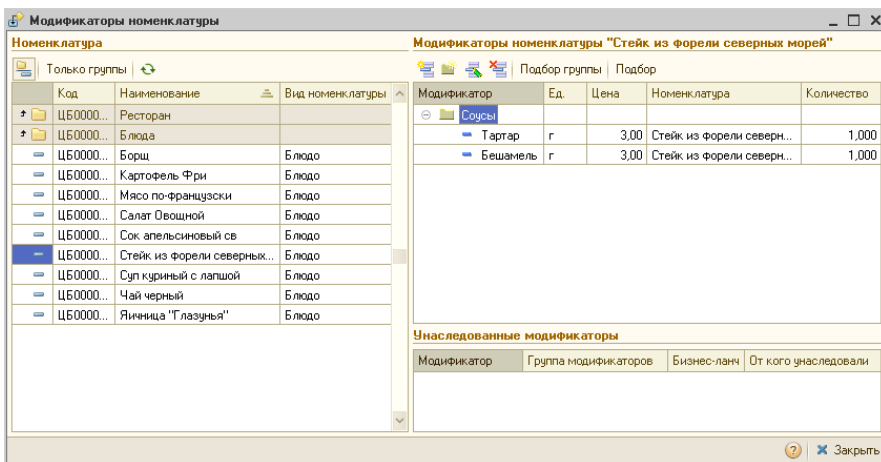 Модификаторы номенклатуры
Номенклатура
Только группы
Код Наименование Вид номенклатуры
ЦБ0000... Ресторан
ЦБ0000... Блюда
ЦБ0000... Борщ Блюдо
ЦБ0000... Картофель Фри Блюдо
ЦБ0000... Мясо по-французски Блюдо
ЦБ0000... Салат Овощной Блюдо
ЦБ0000... Сок апельсиновый св Блюдо
ЦБ0000... Стейк из форели северных... Блюдо
ЦБ0000... Суп куриный с лапшой Блюдо
ЦБ0000... Чай черный Блюдо
ЦБ0000... Яичница "Глазунья" Блюдо
Модификаторы номенклатуры "Стейк из форели северных морей"
Подбор группы Подбор
Модификатор Ед. Цена Номенклатура Количество
Соусы
Тартар г 3,00 Стейк из форели северн... 1,000
Бешамель г 3,00 Стейк из форели северн... 1,000
Унаследованные модификаторы
Модификатор Группа модификаторов Бизнес-ланч От кого унаследовали
? Закрыть